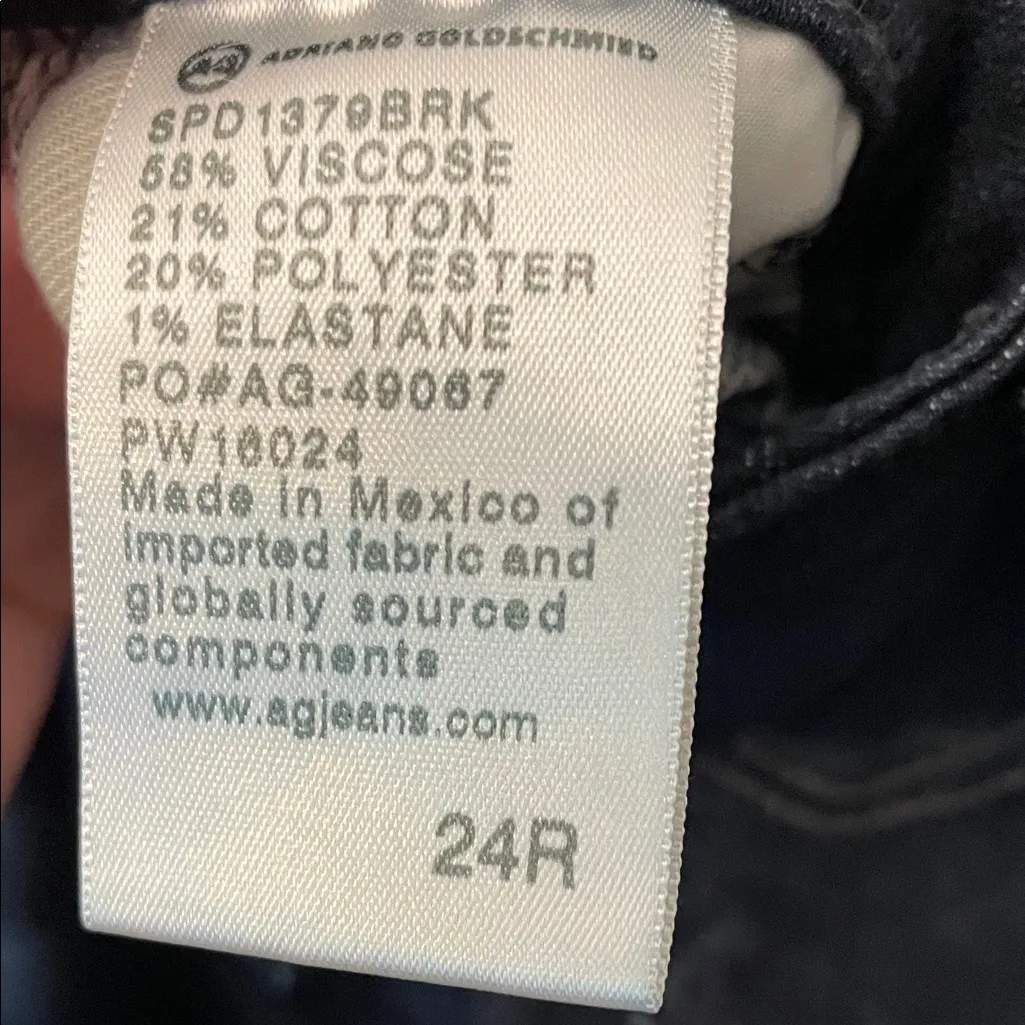 AG ADRIANO GOLDSCHMIED
SPD1379BRK
58% VISCOSE
21% COTTON
20% POLYESTER
1% ELASTANE
PO#AG-49067
PW16024
Made in Mexico of
imported fabric and
globally sourced
components
www.agjeans.com
24R